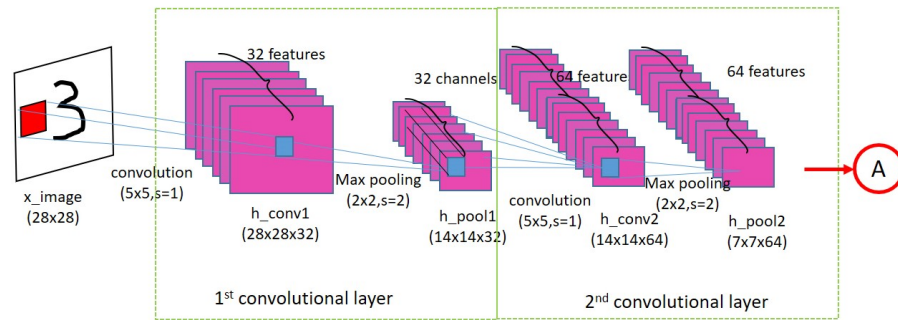 3
x_image
(28x28)
convolution
(5x5,s=1)
32 features
h_conv1
(28x28x32)
Max pooling
(2x2,s=2)
32 channels
h_pool1
(14x14x32)
1st convolutional layer
64 feature
convolution
(5x5,s=1)
h_conv2
(14x14x64)
Max pooling
(2x2,s=2)
64 features
h_pool2
(7x7x64)
2nd convolutional layer
A